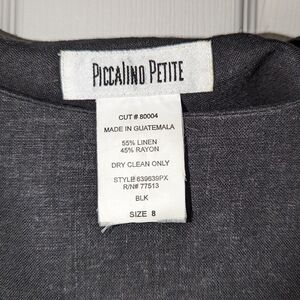 PICCALINO PETITE
CUT # 80004
MADE IN GUATEMALA
55% LINEN
45% RAYON
DRY CLEAN ONLY
STYLE# 639639PX
R/N# 77513
BLK
SIZE 8